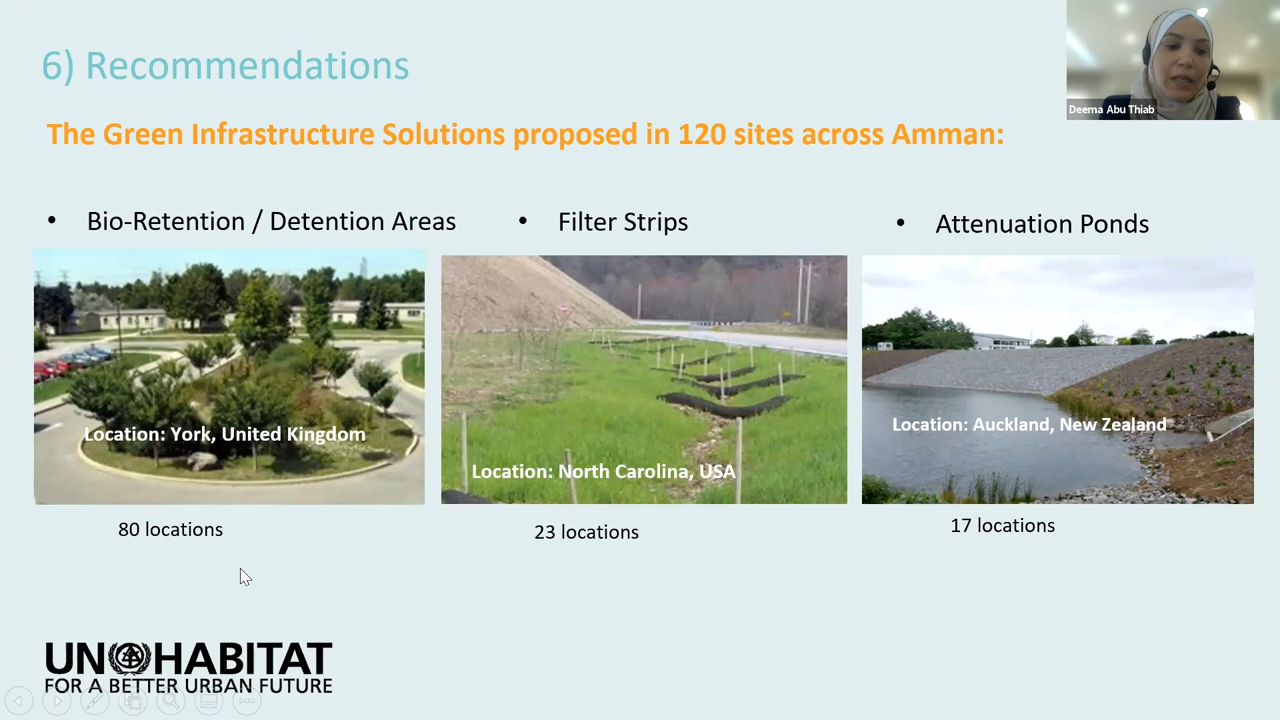 6) Recommendations
Deema Abu Thiab
The Green Infrastructure Solutions proposed in 120 sites across Amman:
• Bio-Retention / Detention Areas
• Filter Strips
• Attenuation Ponds
Location: York, United Kingdom
Location: North Carolina, USA
Location: Auckland, New Zealand
80 locations
23 locations
17 locations
UN HABITAT
FOR A BETTER URBAN FUTURE